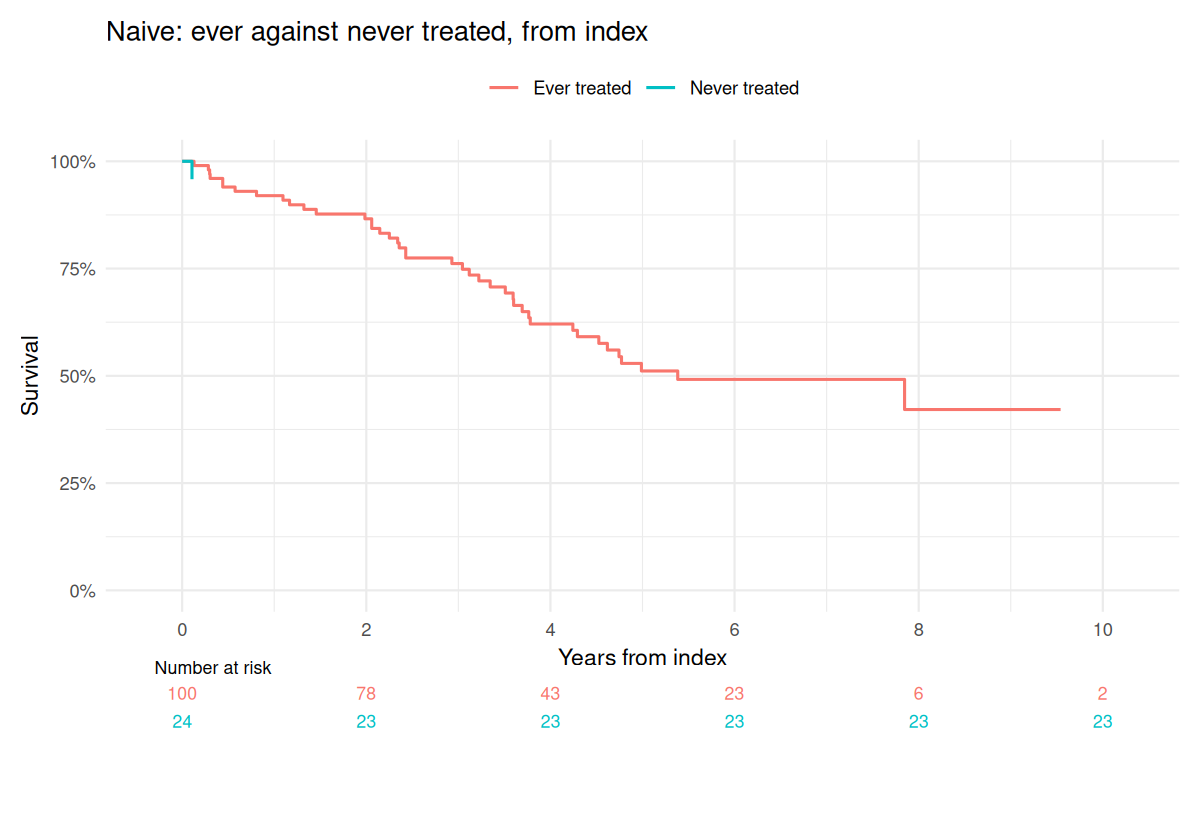 Naive: ever against never treated, from index
Ever treated Never treated
100%
75%
50%
25%
0%
Survival
0 2 4 6 8 10
Years from index
Number at risk
100 78 43 23 6 2
24 23 23 23 23 23